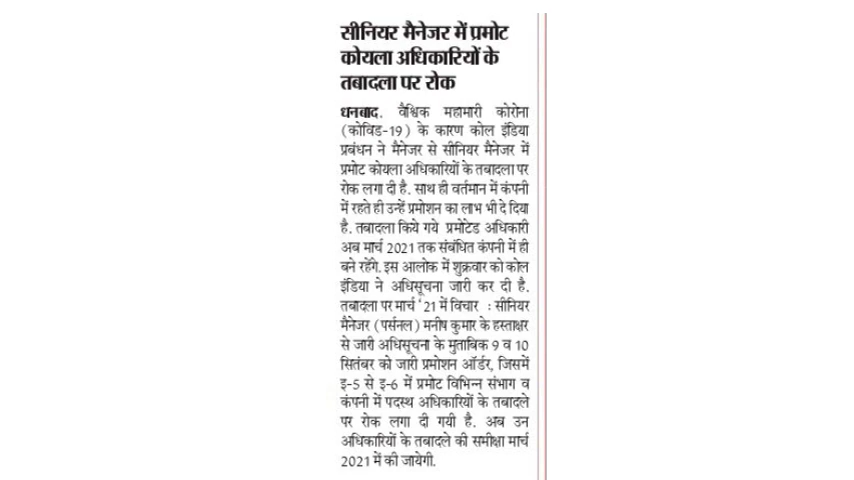 सीनियर मैनेजर में प्रमोट
कोयला अधिकारियों के
तबादला पर रोक
धनबाद. वैश्विक महामारी कोरोना
(कोविड-19) के कारण कोल इंडिया
प्रबंधन ने मैनेजर से सीनियर मैनेजर में
प्रमोट कोयला अधिकारियों के तबादला पर
रोक लगा दी है. साथ ही वर्तमान में कंपनी
में रहते ही उन्हें प्रमोशन का लाभ भी दे दिया
है. तबादला किये गये प्रमोटेड अधिकारी
अब मार्च 2021 तक संबंधित कंपनी में ही
बने रहेंगे. इस आलोक में शुक्रवार को कोल
इंडिया ने अधिसूचना जारी कर दी है.
तबादला पर मार्च '21 में विचार : सीनियर
मैनेजर (पर्सनल) मनीष कुमार के हस्ताक्षर
से जारी अधिसूचना के मुताबिक 9 व 10
सितंबर को जारी प्रमोशन ऑर्डर, जिसमें
इ-5 से इ-6 में प्रमोट विभिन्न संभाग व
कंपनी में पदस्थ अधिकारियों के तबादले
पर रोक लगा दी गयी है. अब उन
अधिकारियों के तबादले की समीक्षा मार्च
2021 में की जायेगी.